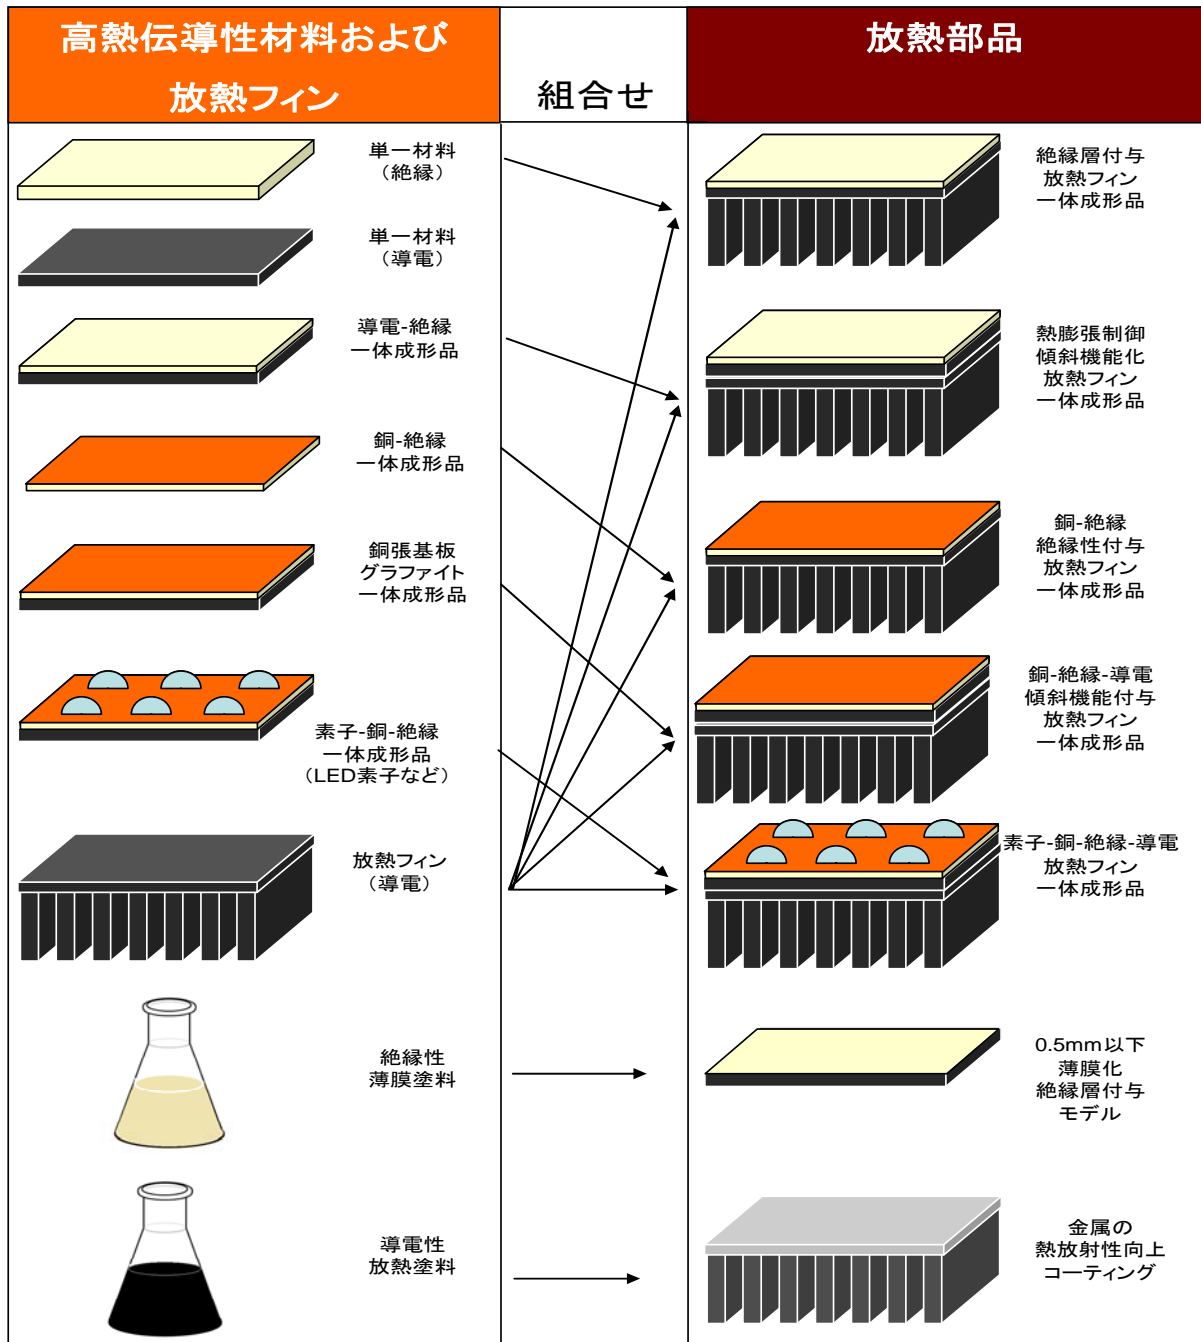 高熱伝導性材料および
放熱フィン
組合せ
放熱部品
単一材料
（絶縁）
単一材料
（導電）
導電-絶縁
一体成形品
銅-絶縁
一体成形品
銅張基板
グラファイト
一体成形品
素子-銅-絶縁
一体成形品
（LED素子など）
放熱フィン
（導電）
絶縁性
薄膜塗料
導電性
放熱塗料
絶縁層付与
放熱フィン
一体成形品
熱膨張制御
傾斜機能化
放熱フィン
一体成形品
銅-絶縁
絶縁性付与
放熱フィン
一体成形品
銅-絶縁-導電
傾斜機能付与
放熱フィン
一体成形品
素子-銅-絶縁-導電
放熱フィン
一体成形品
0.5mm以下
薄膜化
絶縁層付与
モデル
金属の
熱放射性向上
コーティング